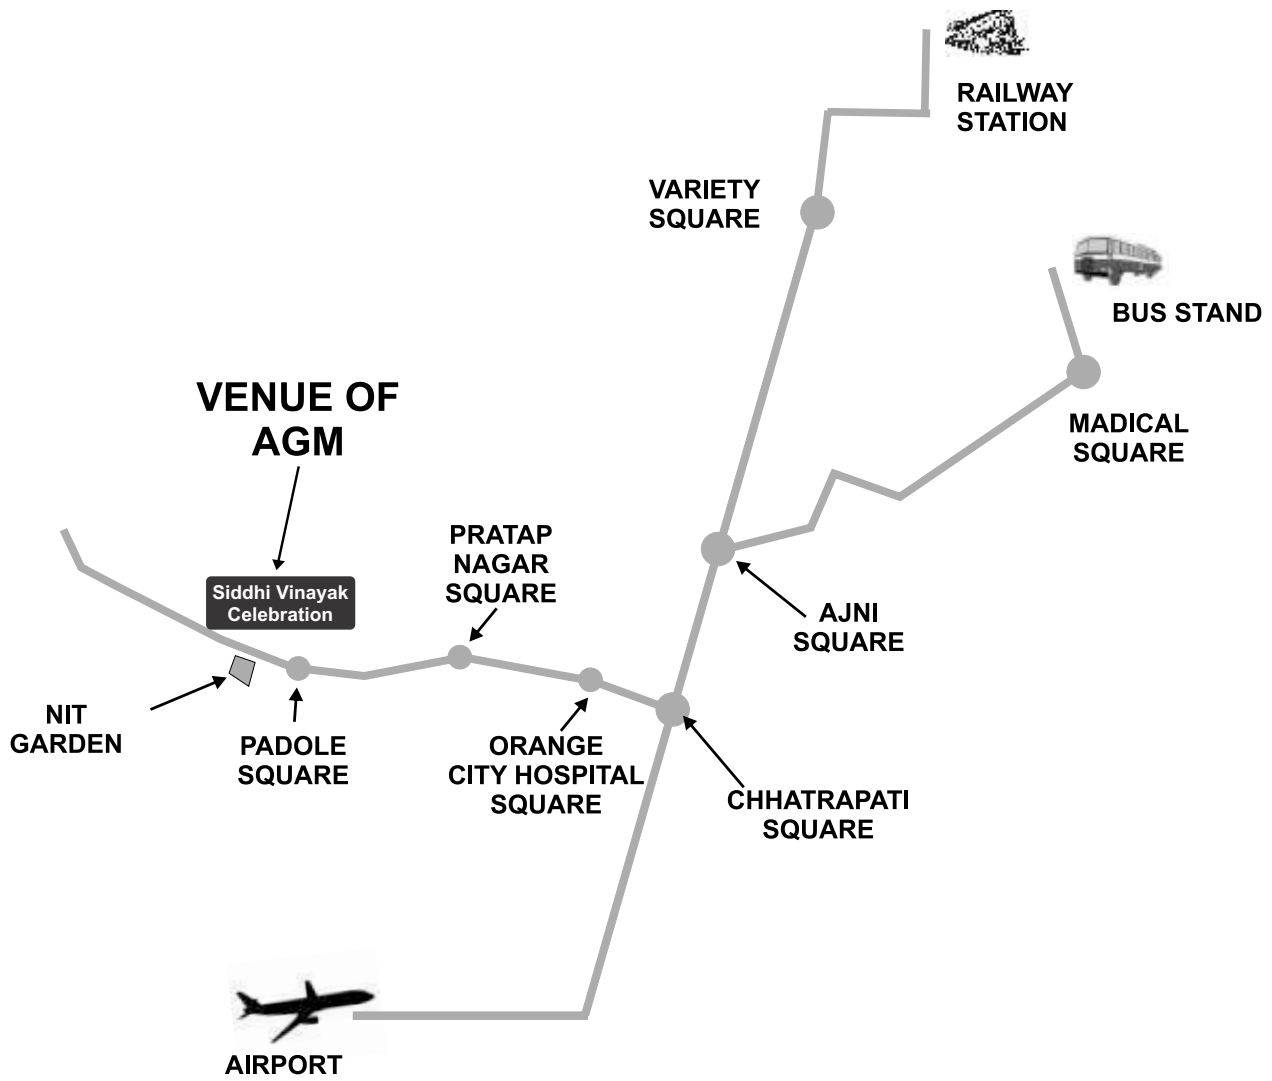 RAILWAY
STATION
VARIETY
SQUARE
BUS STAND
VENUE OF
AGM
MADICAL
SQUARE
PRATAP
NAGAR
SQUARE
Siddhi Vinayak
Celebration
AJNI
SQUARE
NIT
GARDEN
PADOLE
SQUARE
ORANGE
CITY HOSPITAL
SQUARE
CHHATRAPATI
SQUARE
AIRPORT